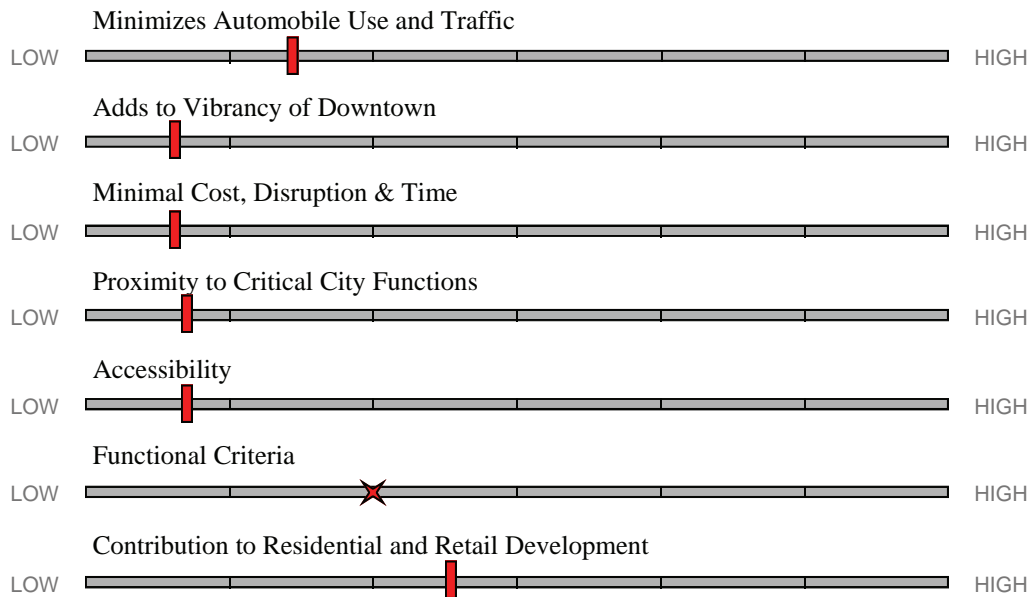 Minimizes Automobile Use and Traffic
LOW HIGH
Adds to Vibrancy of Downtown
LOW HIGH
Minimal Cost, Disruption & Time
LOW HIGH
Proximity to Critical City Functions
LOW HIGH
Accessibility
LOW HIGH
Functional Criteria
LOW HIGH
Contribution to Residential and Retail Development
LOW HIGH